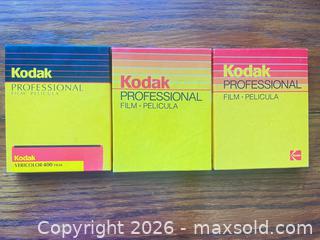 Kodak
PROFESSIONAL
FILM · PELICULA
Kodak
VERICOLOR 400 FILM
Kodak
PROFESSIONAL
FILM · PELICULA
Kodak
PROFESSIONAL
FILM · PELICULA
Copyright 2026 - maxsold.com